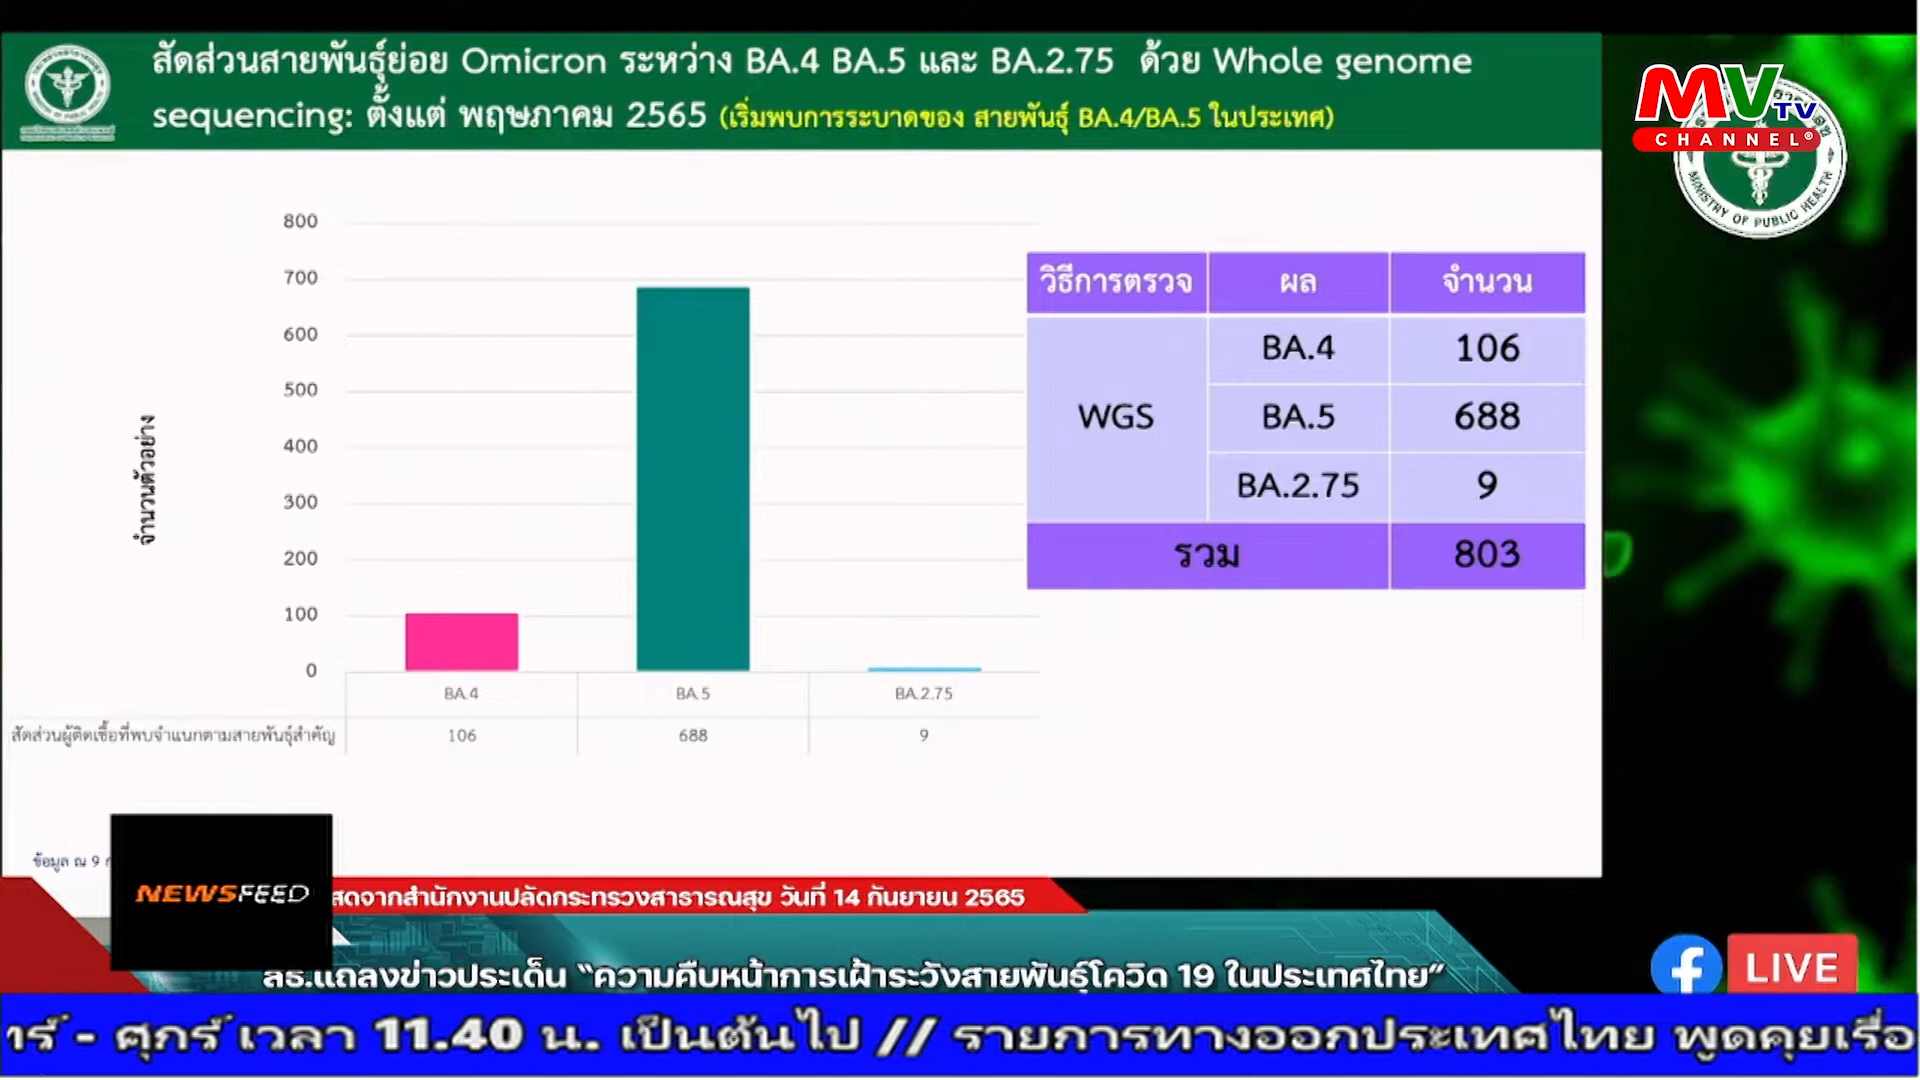 สัดส่วนสายพันธุ์ย่อย Omicron ระหว่าง BA.4 BA.5 และ BA.2.75 ด้วย Whole genome
sequencing: ตั้งแต่ พฤษภาคม 2565 (เริ่มพบการระบาดของ สายพันธุ์ BA.4/BA.5 ในประเทศ)
MVTV
CHANNEL®
MINISTRY OF PUBLIC HEALTH
800
700
600
500
400
300
200
100
0
จำนวนตัวอย่าง
BA.4 BA.5 BA.2.75
สัดส่วนผู้ติดเชื้อที่พบจำแนกตามสายพันธุ์สำคัญ 106 688 9
วิธีการตรวจ ผล จำนวน
WGS
BA.4 106
BA.5 688
BA.2.75 9
รวม 803
ข้อมูล ณ 9
NEWSFEED
สดจากสำนักงานปลัดกระทรวงสาธารณสุข วันที่ 14 กันยายน 2565
สธ.แถลงข่าวประเด็น “ความคืบหน้าการเฝ้าระวังสายพันธุ์โควิด 19 ในประเทศไทย”
LIVE
- ศุกร์ เวลา 11.40 น. เป็นต้นไป // รายการทางออกประเทศไทย พูดคุย